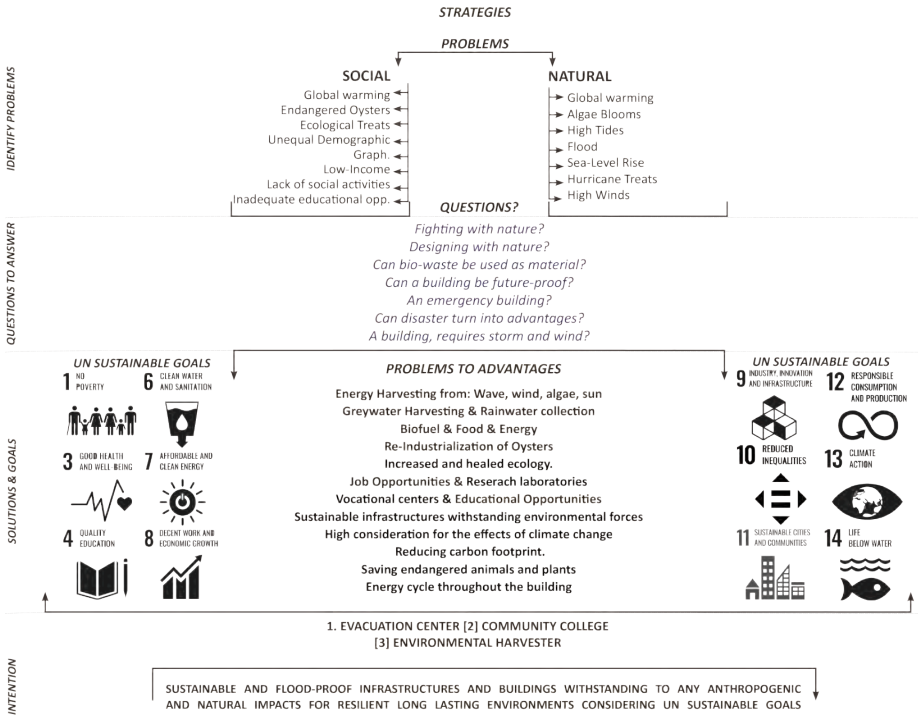 STRATEGIES
PROBLEMS
IDENTIFY PROBLEMS
SOCIAL
Global warming
Endangered Oysters
Ecological Treats
Unequal Demographic
Graph.
Low-Income
Lack of social activities
Inadequate educational opp.
NATURAL
Global warming
Algae Blooms
High Tides
Flood
Sea-Level Rise
Hurricane Treats
High Winds
QUESTIONS TO ANSWER
QUESTIONS?
Fighting with nature?
Designing with nature?
Can bio-waste be used as material?
Can a building be future-proof?
An emergency building?
Can disaster turn into advantages?
A building, requires storm and wind?
SOLUTIONS & GOALS
UN SUSTAINABLE GOALS
1 NO
POVERTY
6 CLEAN WATER
AND SANITATION
3 GOOD HEALTH
AND WELL-BEING
7 AFFORDABLE AND
CLEAN ENERGY
4 QUALITY
EDUCATION
8 DECENT WORK AND
ECONOMIC GROWTH
PROBLEMS TO ADVANTAGES
Energy Harvesting from: Wave, wind, algae, sun
Greywater Harvesting & Rainwater collection
Biofuel & Food & Energy
Re-Industrialization of Oysters
Increased and healed ecology.
Job Opportunities & Reserach laboratories
Vocational centers & Educational Opportunities
Sustainable infrastructures withstanding environmental forces
High consideration for the effects of climate change
Reducing carbon footprint.
Saving endangered animals and plants
Energy cycle throughout the building
UN SUSTAINABLE GOALS
9 INDUSTRY, INNOVATION
AND INFRASTRUCTURE
12 RESPONSIBLE
CONSUMPTION
AND PRODUCTION
10 REDUCED
INEQUALITIES
13 CLIMATE
ACTION
11 SUSTAINABLE CITIES
AND COMMUNITIES
14 LIFE
BELOW WATER
1. EVACUATION CENTER [2] COMMUNITY COLLEGE
[3] ENVIRONMENTAL HARVESTER
INTENTION
SUSTAINABLE AND FLOOD-PROOF INFRASTRUCTURES AND BUILDINGS WITHSTANDING TO ANY ANTHROPOGENIC
AND NATURAL IMPACTS FOR RESILIENT LONG LASTING ENVIRONMENTS CONSIDERING UN SUSTAINABLE GOALS